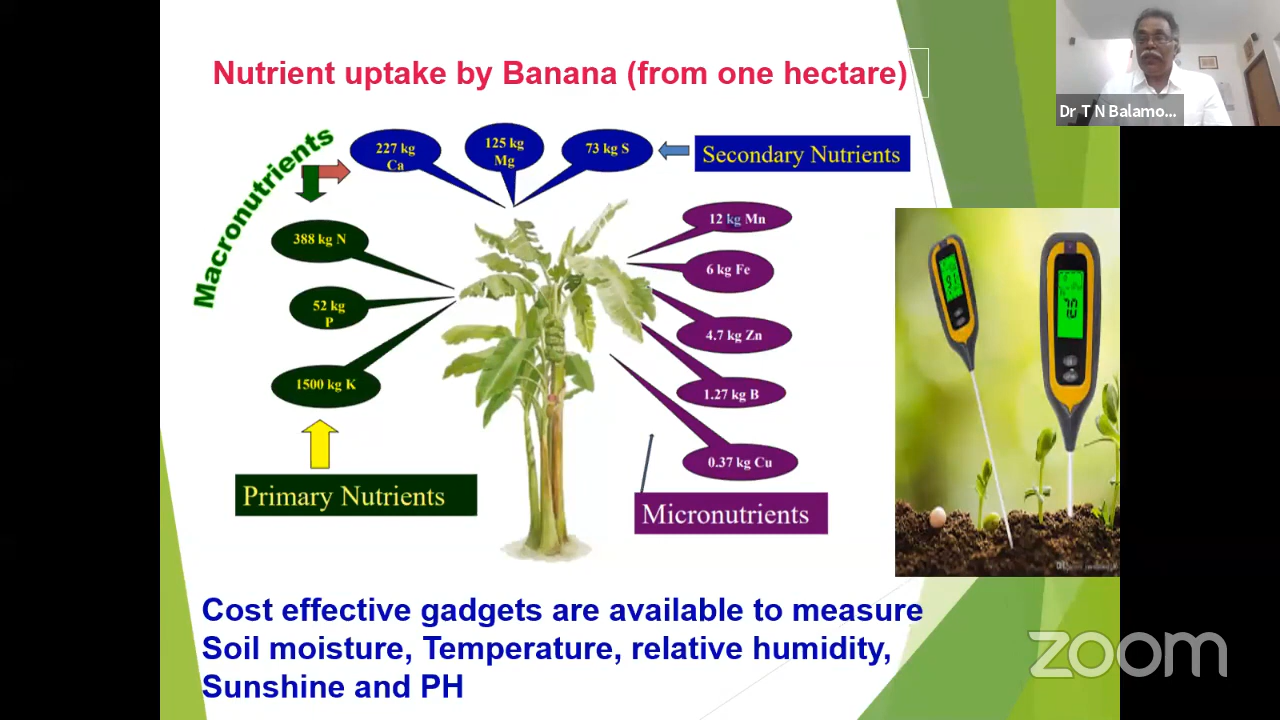 Nutrient uptake by Banana (from one hectare)
Dr T N Balamo...
Macronutrients
227 kg
Ca
125 kg
Mg
73 kg S
Secondary Nutrients
388 kg N
52 kg
P
1500 kg K
Primary Nutrients
12 kg Mn
6 kg Fe
4.7 kg Zn
1.27 kg B
0.37 kg Cu
Micronutrients
91
7.0
Cost effective gadgets are available to measure
Soil moisture, Temperature, relative humidity,
Sunshine and PH
zoom